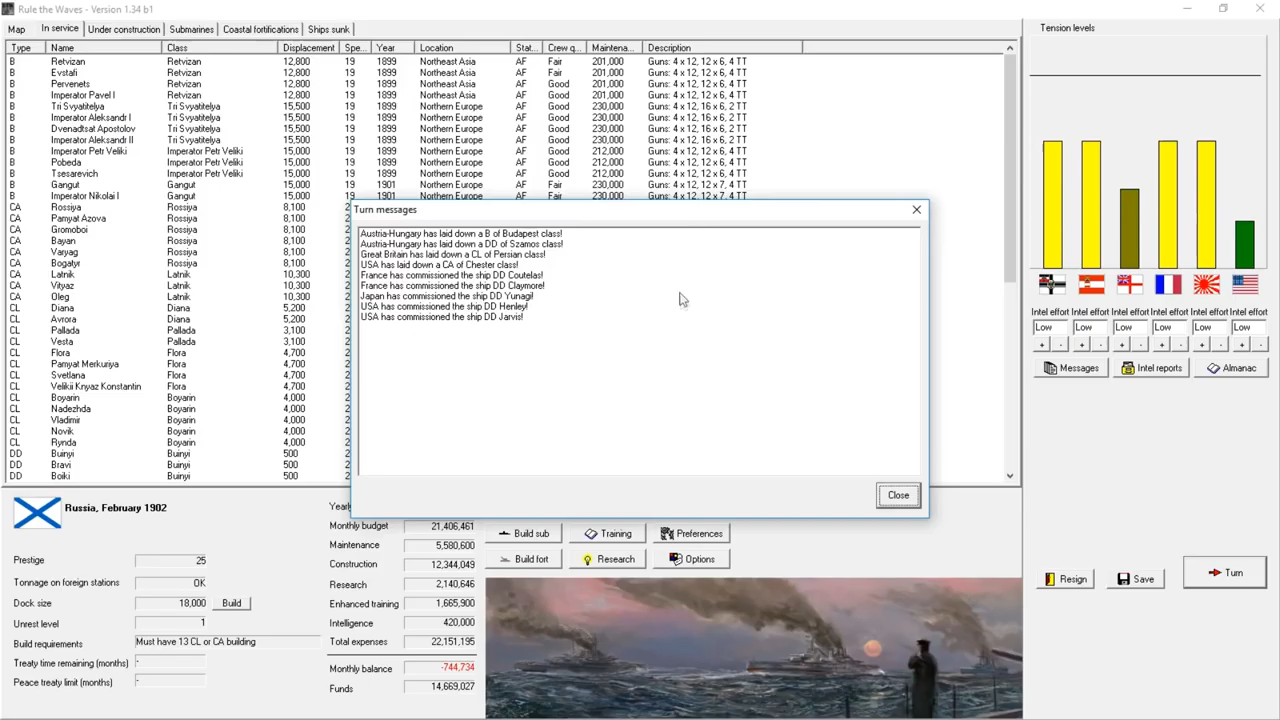 Rule the Waves - Version 1.34 b1
Map In service Under construction Submarines Coastal fortifications Ships sunk
Type Name Class Displacement Spe... Year Location Stat... Crew q... Maintena... Description
B Retvizan Retvizan 12,800 19 1899 Northeast Asia AF Fair 201,000 Guns: 4 x 12, 12 x 6, 4 TT
B Evstafi Retvizan 12,800 19 1899 Northeast Asia AF Fair 201,000 Guns: 4 x 12, 12 x 6, 4 TT
B Pervenets Retvizan 12,800 19 1899 Northeast Asia AF Good 201,000 Guns: 4 x 12, 12 x 6, 4 TT
B Imperator Pavel I Retvizan 12,800 19 1899 Northeast Asia AF Good 201,000 Guns: 4 x 12, 12 x 6, 4 TT
B Tri Svyatitelya Tri Svyatitelya 15,500 19 1899 Northern Europe AF Good 230,000 Guns: 4 x 12, 16 x 6, 2 TT
B Imperator Aleksandr I Tri Svyatitelya 15,500 19 1899 Northern Europe AF Good 230,000 Guns: 4 x 12, 16 x 6, 2 TT
B Dvenadtsat Apostolov Tri Svyatitelya 15,500 19 1899 Northern Europe AF Good 230,000 Guns: 4 x 12, 16 x 6, 2 TT
B Imperator Aleksandr II Tri Svyatitelya 15,500 19 1899 Northern Europe AF Good 230,000 Guns: 4 x 12, 16 x 6, 2 TT
B Imperator Petr Veliki Imperator Petr Veliki 15,000 19 1899 Northern Europe AF Good 212,000 Guns: 4 x 12, 12 x 6, 4 TT
B Pobeda Imperator Petr Veliki 15,000 19 1899 Northern Europe AF Good 212,000 Guns: 4 x 12, 12 x 6, 4 TT
B Tsesarevich Imperator Petr Veliki 15,000 19 1899 Northern Europe AF Good 212,000 Guns: 4 x 12, 12 x 6, 4 TT
B Gangut Gangut 15,000 19 1901 Northern Europe AF Fair 230,000 Guns: 4 x 12, 12 x 7, 4 TT
B Imperator Nikolai I Gangut 15,000 19 1901 Northern Europe AF Fair 230,000 Guns: 4 x 12, 12 x 7, 4 TT
CA Rossiya Rossiya 8,100 2
CA Pamyat Azova Rossiya 8,100 2
CA Gromoboi Rossiya 8,100 2
CA Bayan Rossiya 8,100 2
CA Varyag Rossiya 8,100 2
CA Bogatyr Rossiya 8,100 2
CA Latnik Latnik 10,300 2
CA Vityaz Latnik 10,300 2
CA Oleg Latnik 10,300 2
CL Diana Diana 5,200 2
CL Avrora Diana 5,200 2
CL Pallada Pallada 3,100 2
CL Vesta Pallada 3,100 2
CL Flora Flora 4,700 2
CL Pamyat Merkuriya Flora 4,700 2
CL Svetlana Flora 4,700 2
CL Velikii Knyaz Konstantin Flora 4,700 2
CL Boyarin Boyarin 4,000 2
CL Nadezhda Boyarin 4,000 2
CL Vladimir Boyarin 4,000 2
CL Novik Boyarin 4,000 2
CL Rynda Boyarin 4,000 2
DD Buinyi Buinyi 500 2
DD Bravi Buinyi 500 2
DD Boiki Buinyi 500 2
Turn messages
Austria-Hungary has laid down a B of Budapest class!
Austria-Hungary has laid down a DD of Szamos class!
Great Britain has laid down a CL of Persian class!
USA has laid down a CA of Chester class!
France has commissioned the ship DD Coutelas!
France has commissioned the ship DD Claymore!
Japan has commissioned the ship DD Yunagi!
USA has commissioned the ship DD Henley!
USA has commissioned the ship DD Jarvis!
Close
Tension levels
Intel effort Intel effort Intel effort Intel effort Intel effort Intel effort
Low Low Low Low Low Low
+ - + - + - + - + - + -
Messages Intel reports Almanac
Russia, February 1902
Prestige 25
Tonnage on foreign stations OK
Dock size 18,000 Build
Unrest level 1
Build requirements Must have 13 CL or CA building
Treaty time remaining (months) -
Peace treaty limit (months) -
Monthly budget 21,406,461
Maintenance 5,580,600
Construction 12,344,049
Research 2,140,646
Enhanced training 1,665,900
Intelligence 420,000
Total expenses 22,151,195
Monthly balance -744,734
Funds 14,669,027
Build sub Training Preferences
Build fort Research Options
Resign Save Turn